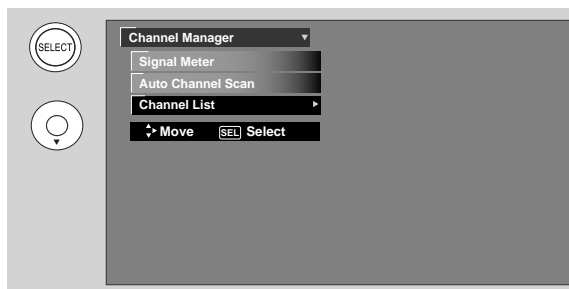 SELECT
Channel Manager
Signal Meter
Auto Channel Scan
Channel List
Move SEL Select